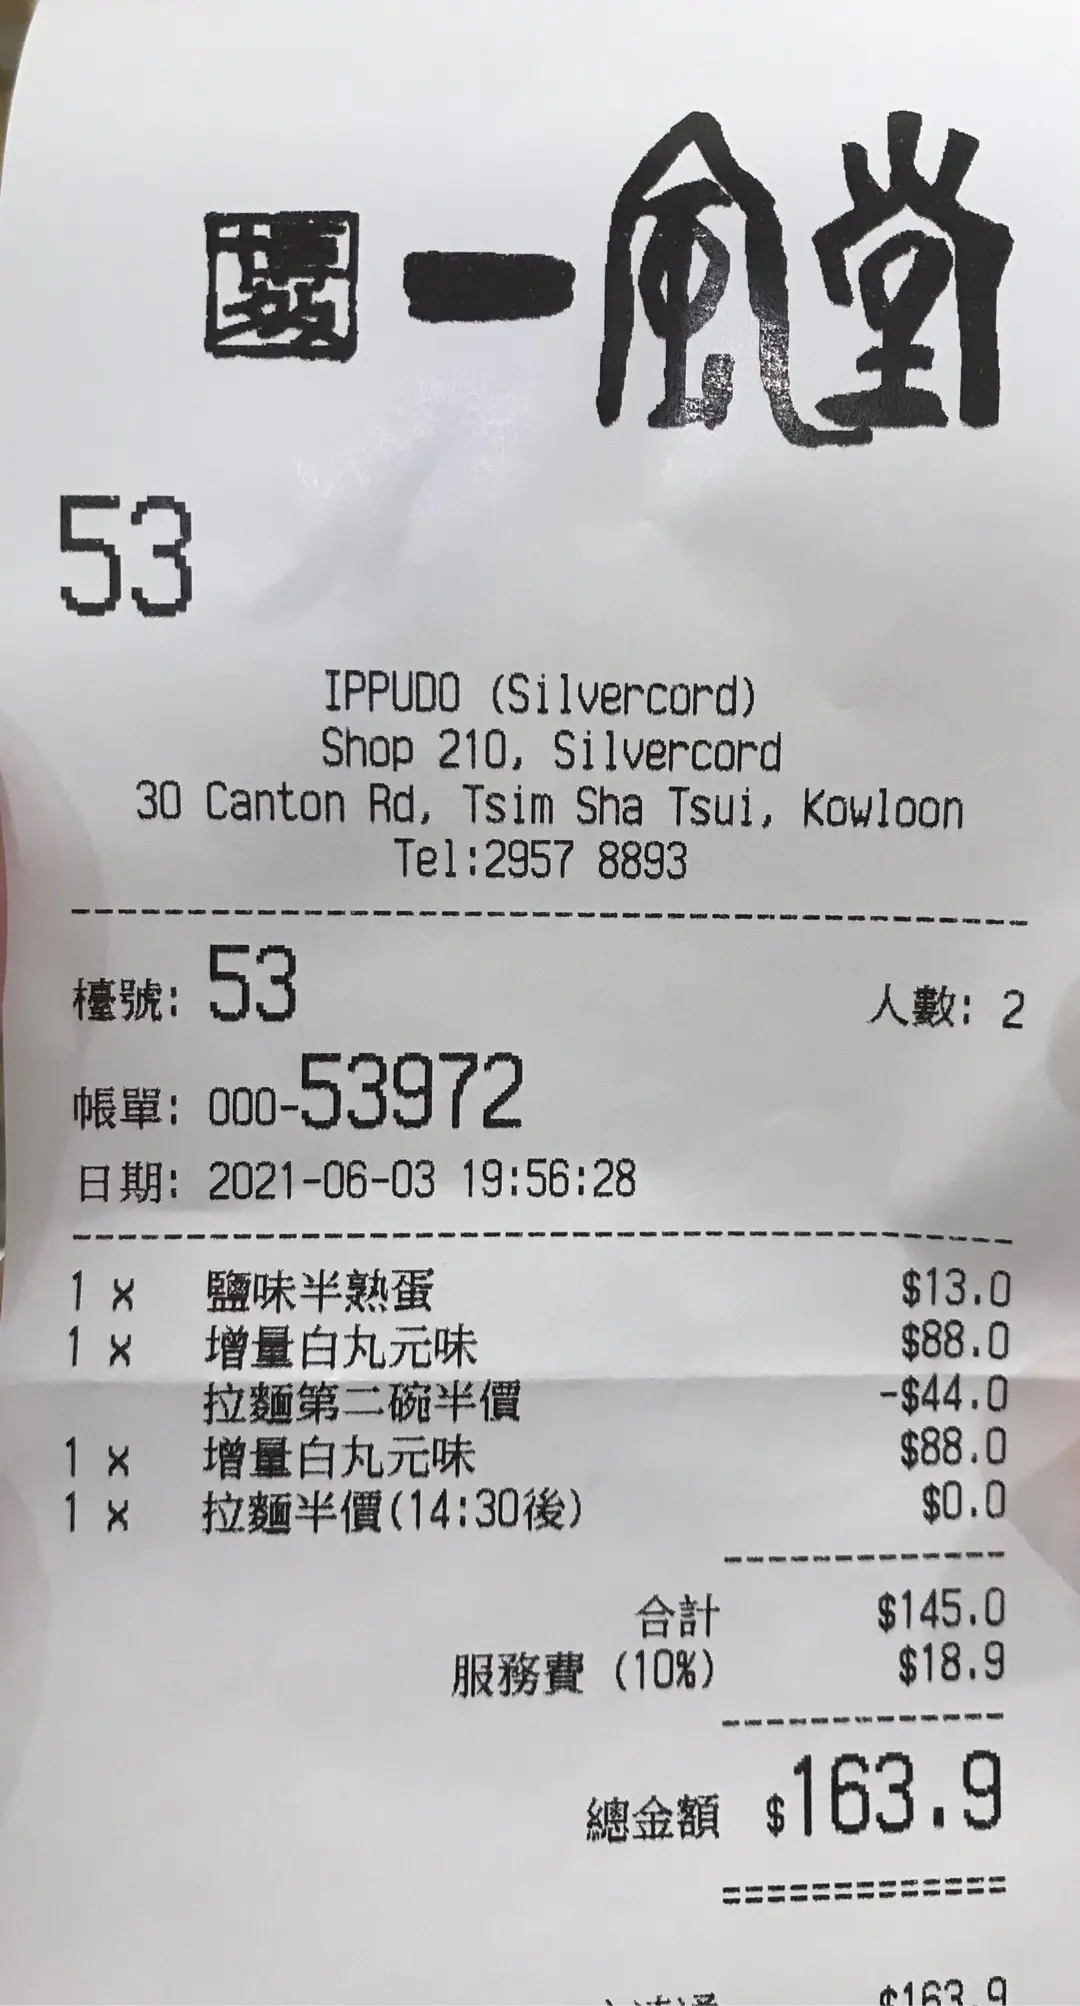 博多 一風堂
53
IPPUDO (Silvercord)
Shop 210, Silvercord
30 Canton Rd, Tsim Sha Tsui, Kowloon
Tel:2957 8893
檯號: 53 人數: 2
帳單: 000-53972
日期: 2021-06-03 19:56:28
1 x 鹽味半熟蛋 $13.0
1 x 增量白丸元味 $88.0
拉麵第二碗半價 -$44.0
1 x 增量白丸元味 $88.0
1 x 拉麵半價(14:30後) $0.0
合計 $145.0
服務費 (10%) $18.9
總金額 $163.9
=============
$163.9